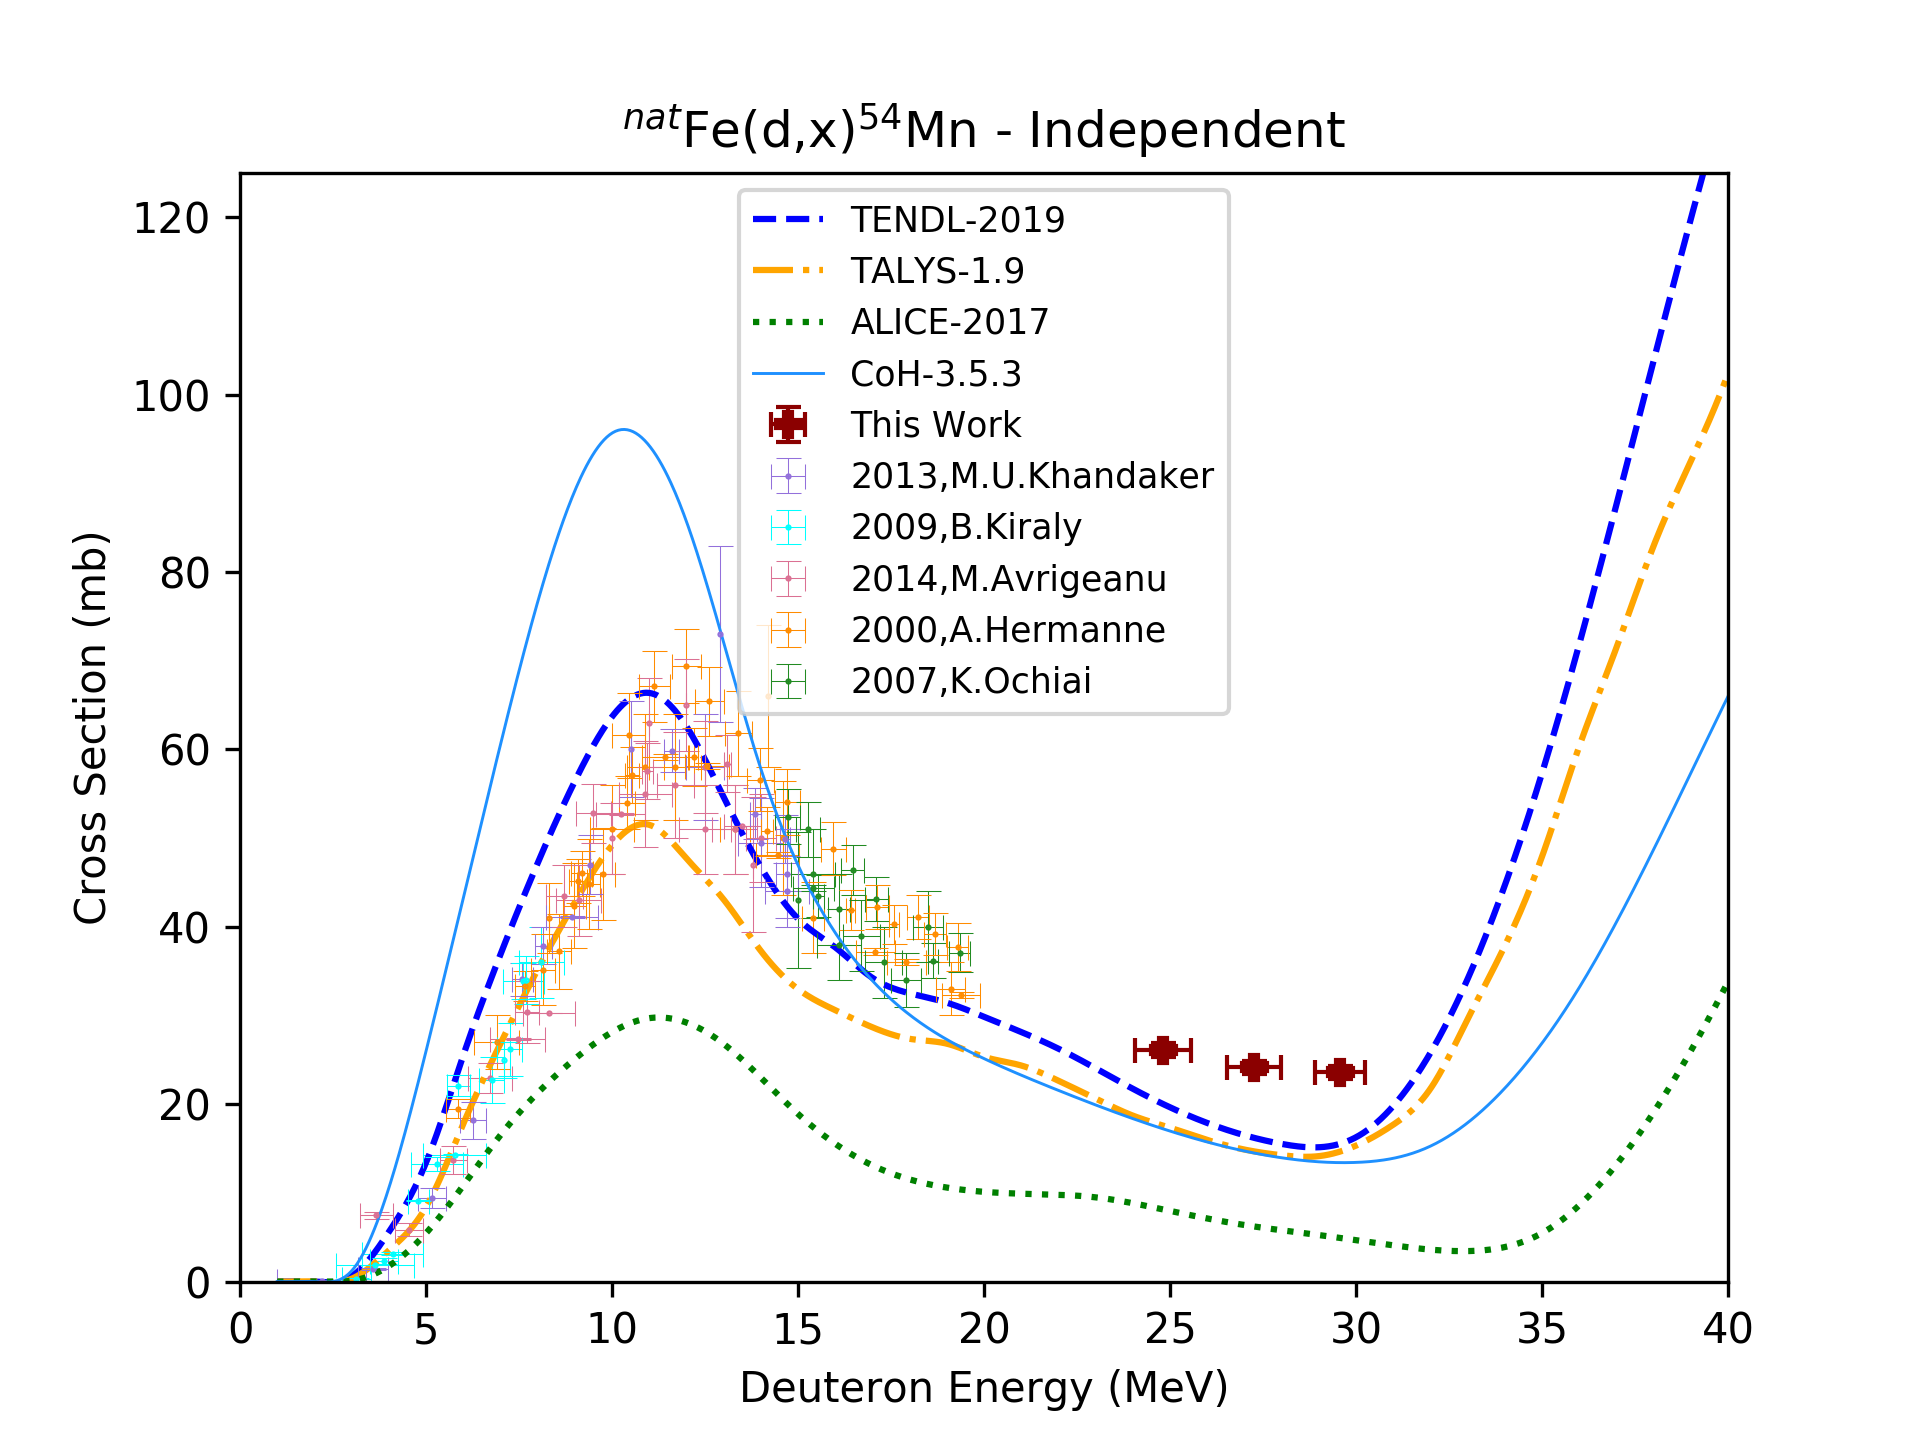 natFe(d,x)54Mn - Independent
TENDL-2019
TALYS-1.9
ALICE-2017
CoH-3.5.3
This Work
2013,M.U.Khandaker
2009,B.Kiraly
2014,M.Avrigeanu
2000,A.Hermanne
2007,K.Ochiai
Cross Section (mb)
120
100
80
60
40
20
0
0 5 10 15 20 25 30 35 40
Deuteron Energy (MeV)